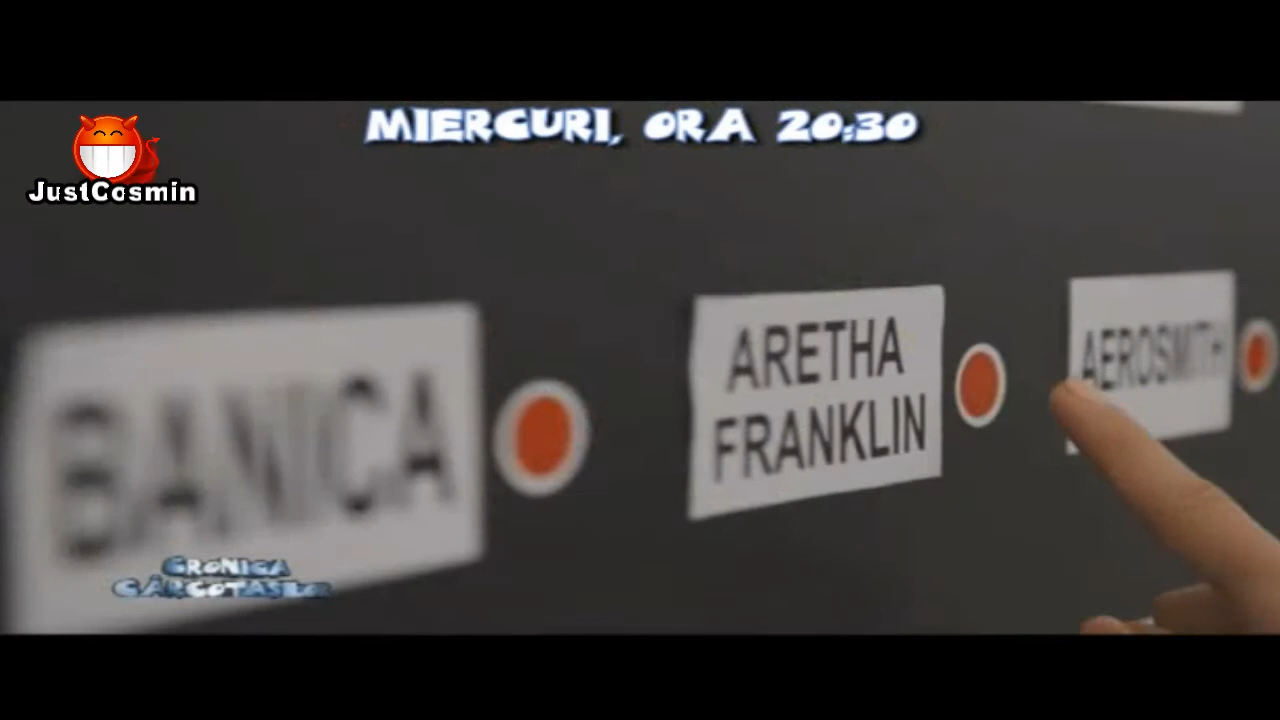 MIERCURI, ORA 20:30
JustCosmin
BANICA
ARETHA
FRANKLIN
AEROSMITH
CRONICA
CÂRCOTAȘILOR